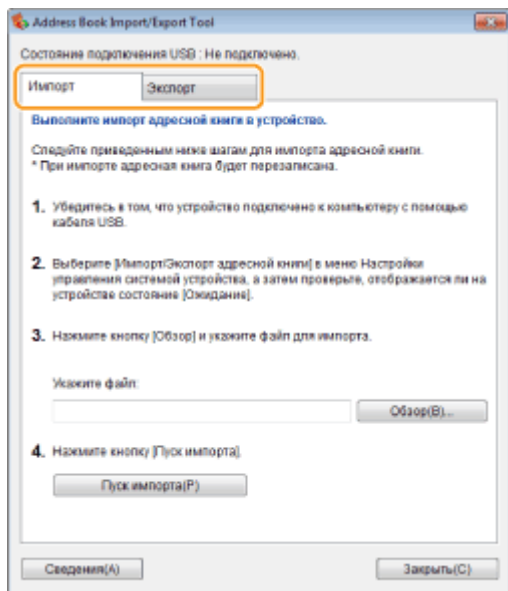 Address Book Import/Export Tool
Состояние подключения USB : Не подключено.
Импорт
Экспорт
Выполните импорт адресной книги в устройство.
Следуйте приведенным ниже шагам для импорта адресной книги.
* При импорте адресная книга будет перезаписана.
1. Убедитесь в том, что устройство подключено к компьютеру с помощью
кабеля USB.
2. Выберите [Импорт/Экспорт адресной книги] в меню Настройки
управления системой устройства, а затем проверьте, отображается ли на
устройстве состояние [Ожидание].
3. Нажмите кнопку [Обзор] и укажите файл для импорта.
Укажите файл:
Обзор(B)...
4. Нажмите кнопку [Пуск импорта].
Пуск импорта(P)
Сведения(A)
Закрыть(C)